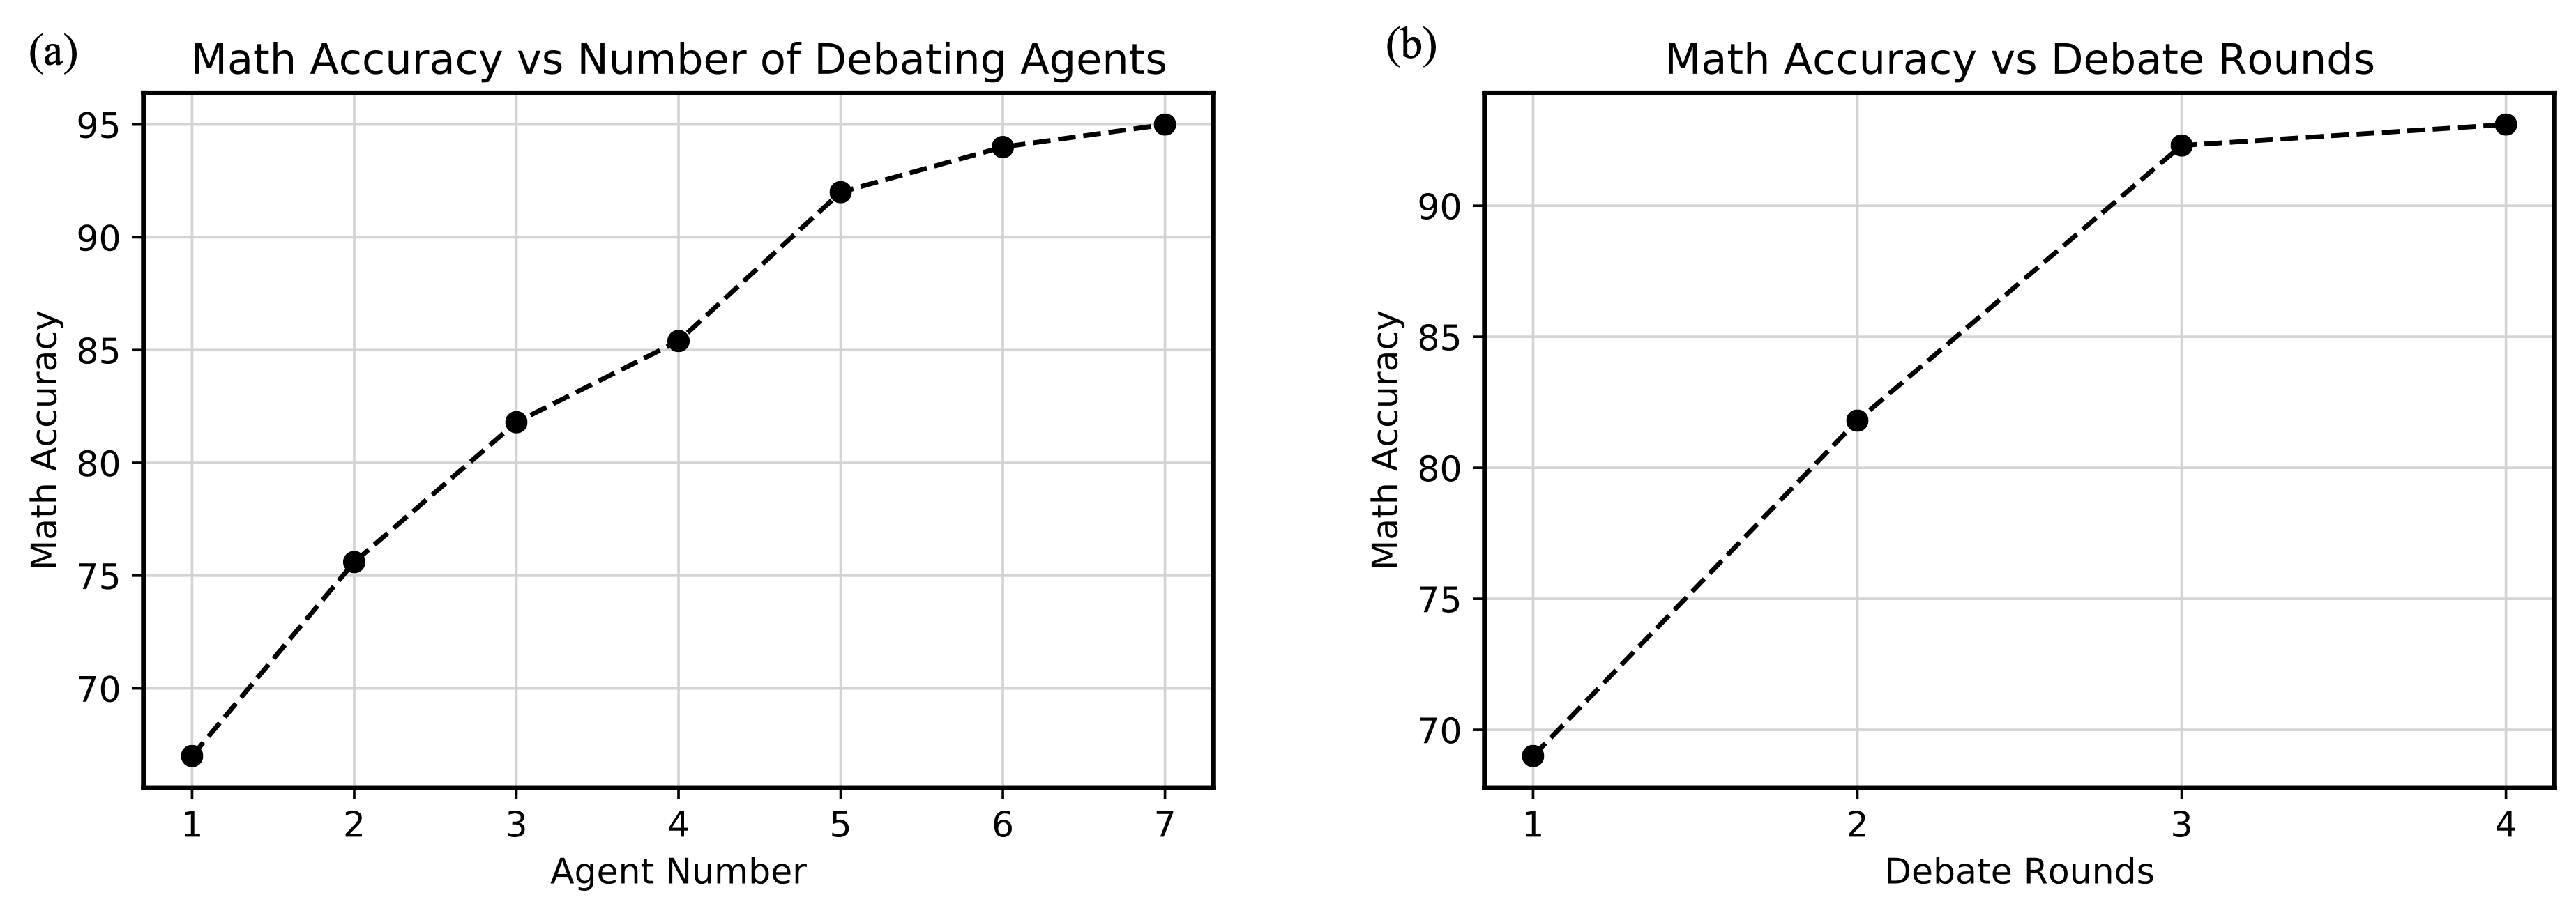 (a)
Math Accuracy vs Number of Debating Agents
95
90
85
80
75
70
Math Accuracy
1 2 3 4 5 6 7
Agent Number
(b)
Math Accuracy vs Debate Rounds
90
85
80
75
70
Math Accuracy
1 2 3 4
Debate Rounds